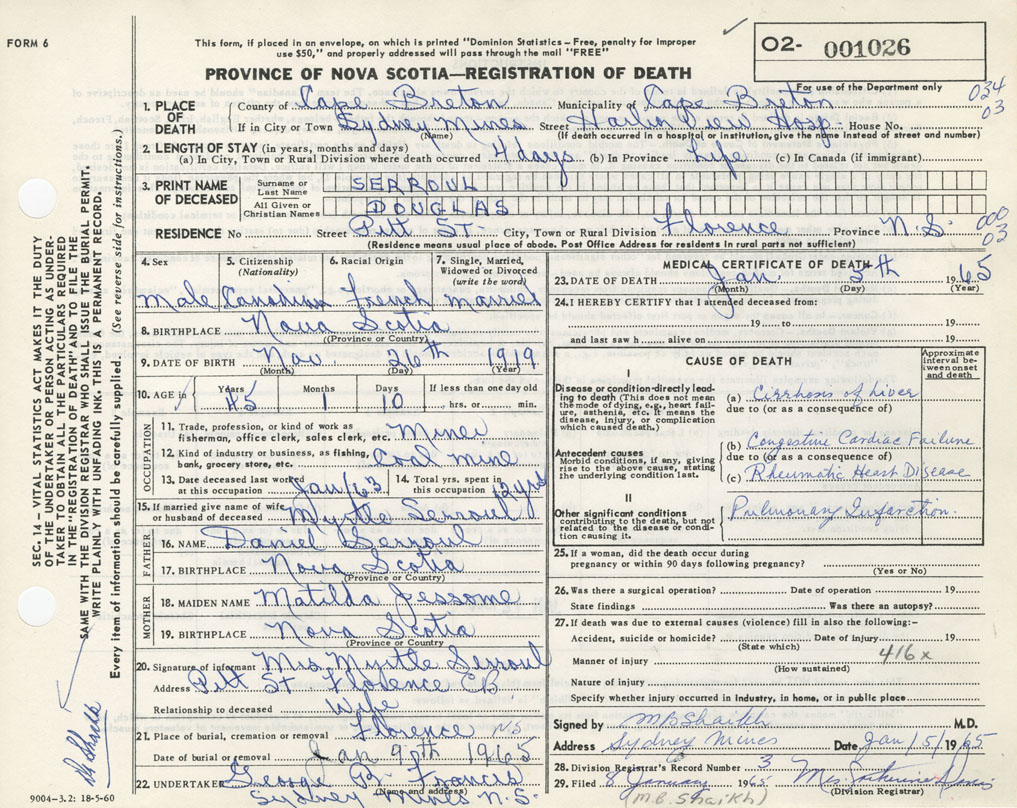 FORM 6
This form, if placed in an envelope, on which is printed "Dominion Statistics – Free, penalty for improper
use $50," and properly addressed will pass through the mail "FREE"
PROVINCE OF NOVA SCOTIA—REGISTRATION OF DEATH
O2- 001026
For use of the Department only
034
03
1. PLACE OF DEATH
County of Cape Breton Municipality of Cape Breton
If in City or Town Sydney Mines Street Harbor View Hosp House No.
(Name) (If death occurred in a hospital or institution, give the name instead of street and number)
2. LENGTH OF STAY (in years, months and days)
(a) In City, Town or Rural Division where death occurred 4 days (b) In Province Life (c) In Canada (if immigrant)
3. PRINT NAME OF DECEASED
Surname or Last Name SERROUL
All Given or Christian Names DOUGLAS
RESIDENCE No Street Pitt St. City, Town or Rural Division Florence Province N.S.
000
03
(Residence means usual place of abode. Post Office Address for residents in rural parts not sufficient)
4. Sex 5. Citizenship (Nationality) 6. Racial Origin 7. Single, Married, Widowed or Divorced (write the word)
Male Canadian French married
8. BIRTHPLACE Nova Scotia
(Province or Country)
9. DATE OF BIRTH Nov. 26th 1919
(Month) (Day) (Year)
10. AGE in Years Months Days If less than one day old
45 1 10 hrs. or min.
OCCUPATION
11. Trade, profession, or kind of work as
fisherman, office clerk, sales clerk, etc. Miner
12. Kind of industry or business, as fishing,
bank, grocery store, etc. Coal mine
13. Date deceased last worked
at this occupation Jan/63
14. Total yrs. spent in
this occupation 12 yrs
15. If married give name of wife
or husband of deceased Myrtle Serroul
FATHER
16. NAME Daniel Serroul
17. BIRTHPLACE Nova Scotia
(Province or Country)
MOTHER
18. MAIDEN NAME Matilda Jessome
19. BIRTHPLACE Nova Scotia
(Province or Country)
20. Signature of informant Mrs Myrtle Serroul
Address Pitt St Florence C.B.
Relationship to deceased Wife
21. Place of burial, cremation or removal Florence NS
Date of burial or removal Jan 9th 1965
22. UNDERTAKER George B. Francis
(Name and address)
Sydney Mines N.S.
9004-3.2: 18-5-60
MEDICAL CERTIFICATE OF DEATH
23. DATE OF DEATH Jan. 5th 1965
(Month) (Day) (Year)
24. I HEREBY CERTIFY that I attended deceased from:
19 to 19
and last saw h alive on 19
CAUSE OF DEATH
Approximate interval between onset and death
I
Disease or condition directly leading to death (This does not mean
the mode of dying, e.g., heart failure, asthenia, etc. It means the
disease, injury, or complication which caused death.)
(a) Cirrhosis of Liver
due to (or as a consequence of)
Antecedent causes
Morbid conditions, if any, giving
rise to the above cause, stating
the underlying condition last.
(b) Congestive Cardiac Failure
due to (or as a consequence of)
(c) Rheumatic Heart Disease
II
Other significant conditions
contributing to the death, but not
related to the disease or condition causing it.
Pulmonary Infarction.
25. If a woman, did the death occur during
pregnancy or within 90 days following pregnancy?
(Yes or No)
26. Was there a surgical operation? Date of operation 19
State findings Was there an autopsy?
27. If death was due to external causes (violence) fill in also the following:–
Accident, suicide or homicide? Date of injury 19
(State which)
416x
Manner of injury
(How sustained)
Nature of injury
Specify whether injury occurred in industry, in home, or in public place
Signed by MBShaikh M.D.
Address Sydney Mines Date Jan/5/ 1965
28. Division Registrar's Record Number 3
29. Filed 8 January 1965 Mrs. Catherine
(Division Registrar)
(M.B. Shaikh)
SEC. 14 – VITAL STATISTICS ACT MAKES IT THE DUTY
OF THE UNDERTAKER OR PERSON ACTING AS UNDERTAKER
TO OBTAIN ALL THE PARTICULARS REQUIRED
IN THE "REGISTRATION OF DEATH" AND TO FILE THE
SAME WITH THE DIVISION REGISTRAR WHO SHALL ISSUE THE BURIAL PERMIT.
WRITE PLAINLY WITH UNFADING INK. THIS IS A PERMANENT RECORD.
Every item of information should be carefully supplied. (See reverse side for instructions.)